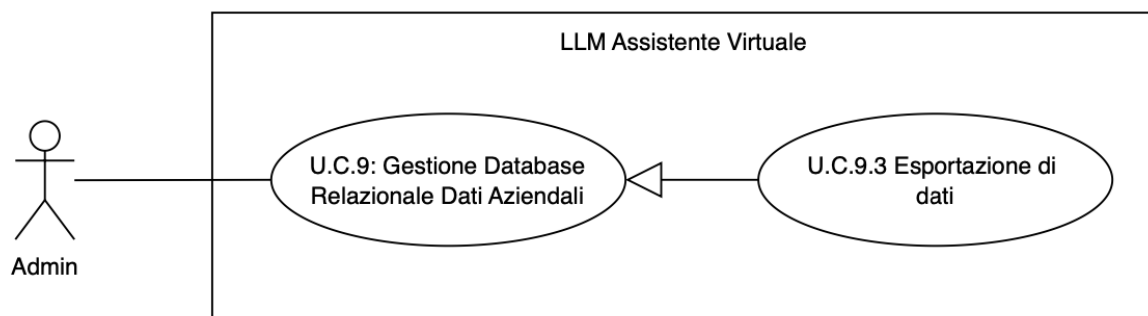 LLM Assistente Virtuale
U.C.9: Gestione Database
Relazionale Dati Aziendali
U.C.9.3 Esportazione di
dati
Admin